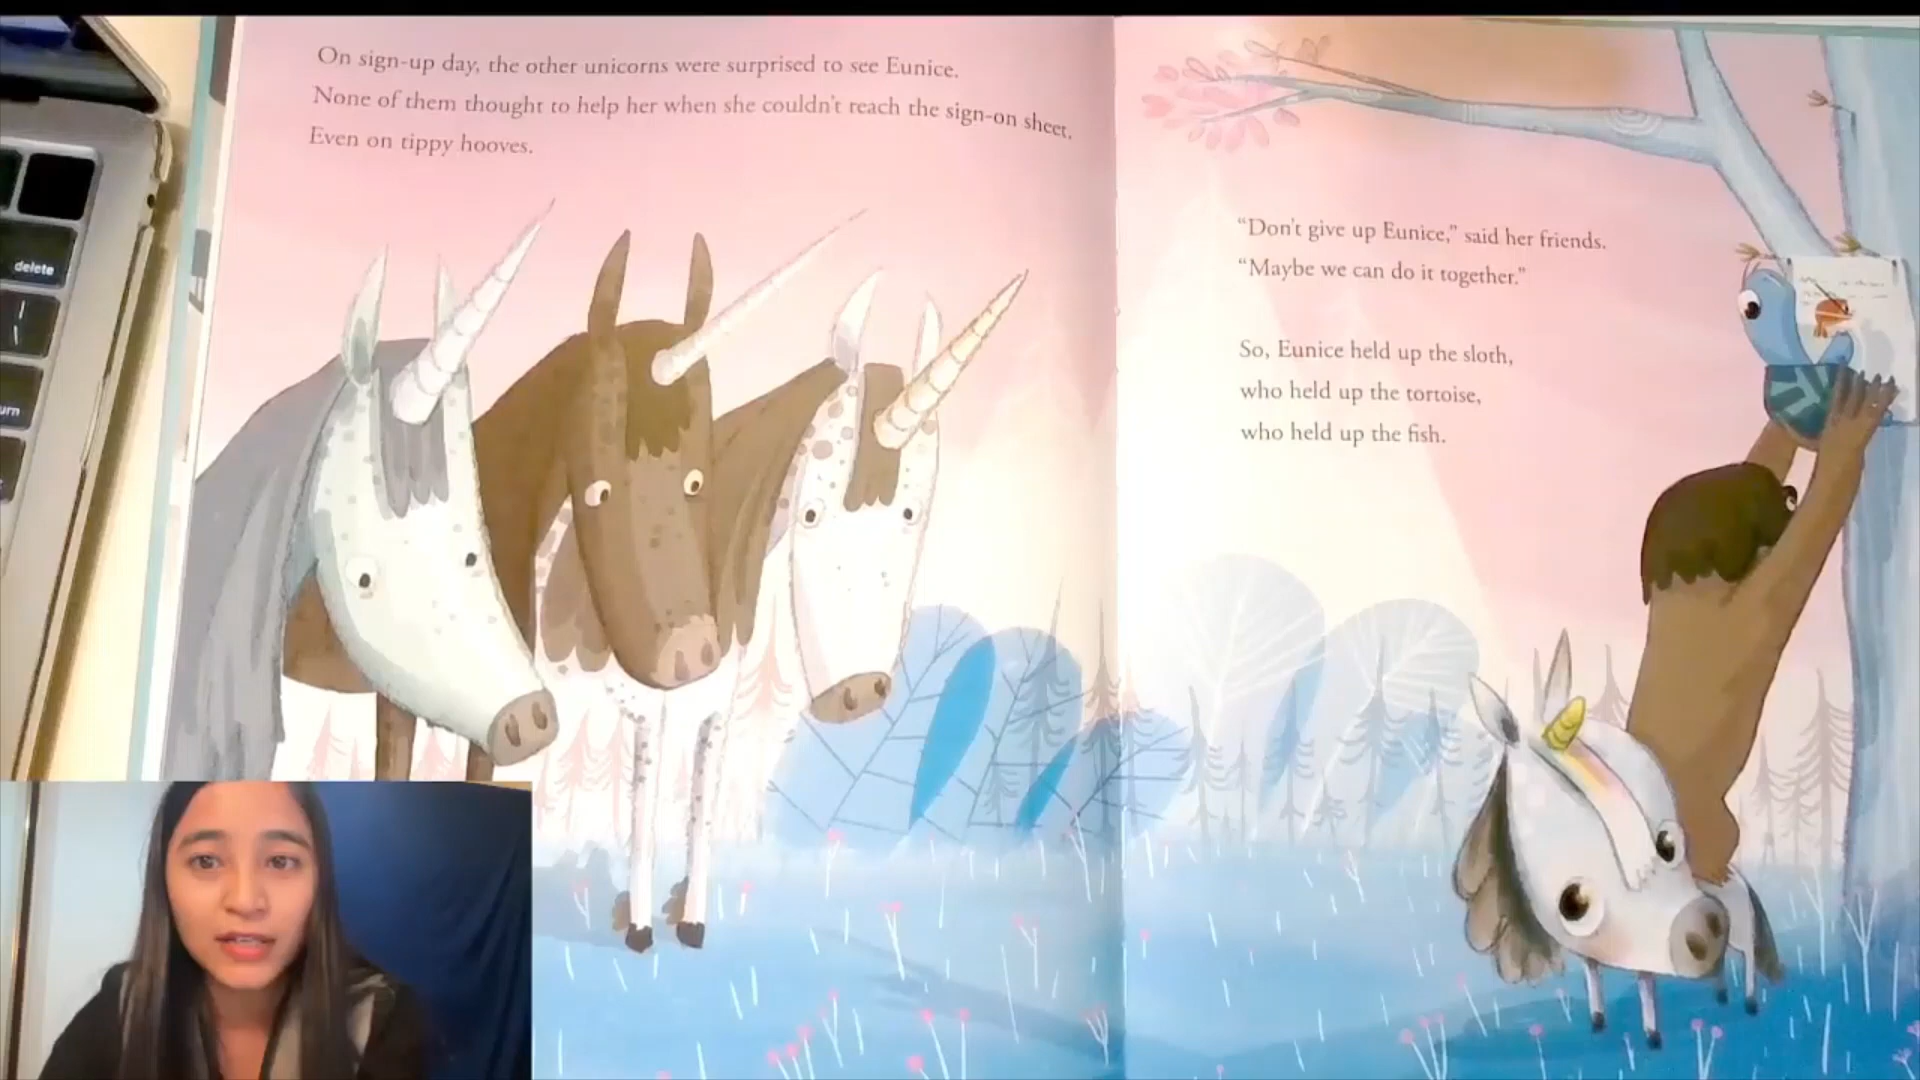 On sign-up day, the other unicorns were surprised to see Eunice.
None of them thought to help her when she couldn't reach the sign-on sheet.
Even on tippy hooves.
"Don't give up Eunice," said her friends.
"Maybe we can do it together."
So, Eunice held up the sloth,
who held up the tortoise,
who held up the fish.
delete
urn